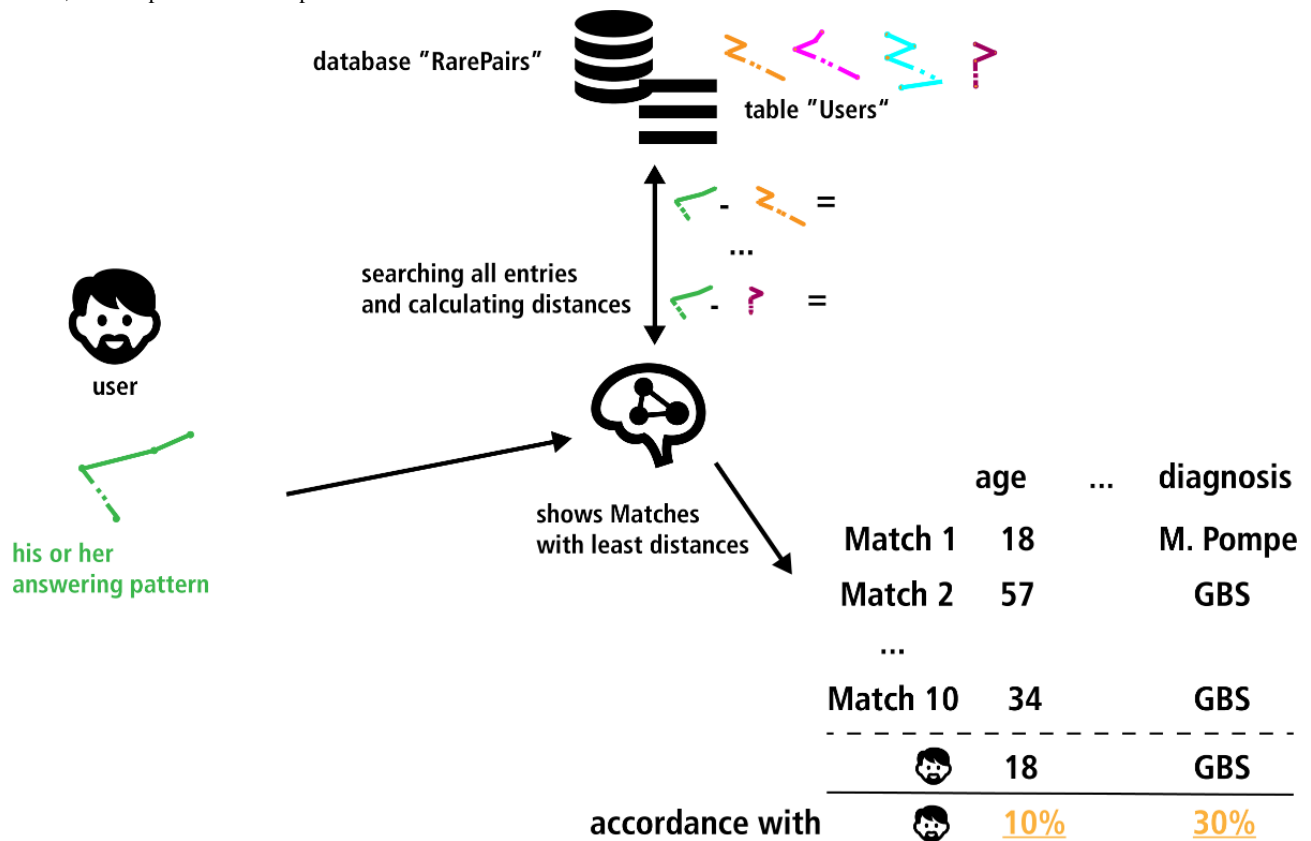 database "RarePairs"
table "Users"
- =
...
- =
searching all entries
and calculating distances
user
his or her
answering pattern
shows Matches
with least distances
age ... diagnosis
Match 1 18 M. Pompe
Match 2 57 GBS
...
Match 10 34 GBS
18 GBS
accordance with 10% 30%